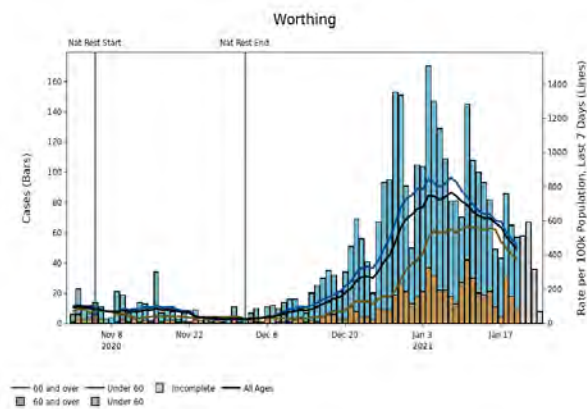 Worthing
Nat Rest Start
Nat Rest End
Cases (Bars)
160
140
120
100
80
60
40
20
0
Rate per 100k Population, Last 7 Days (Lines)
1400
1200
1000
800
600
400
200
0
Nov 8
2020
Nov 22
Dec 6
Dec 20
Jan 3
2021
Jan 17
60 and over
Under 60
Incomplete
All Ages
60 and over
Under 60